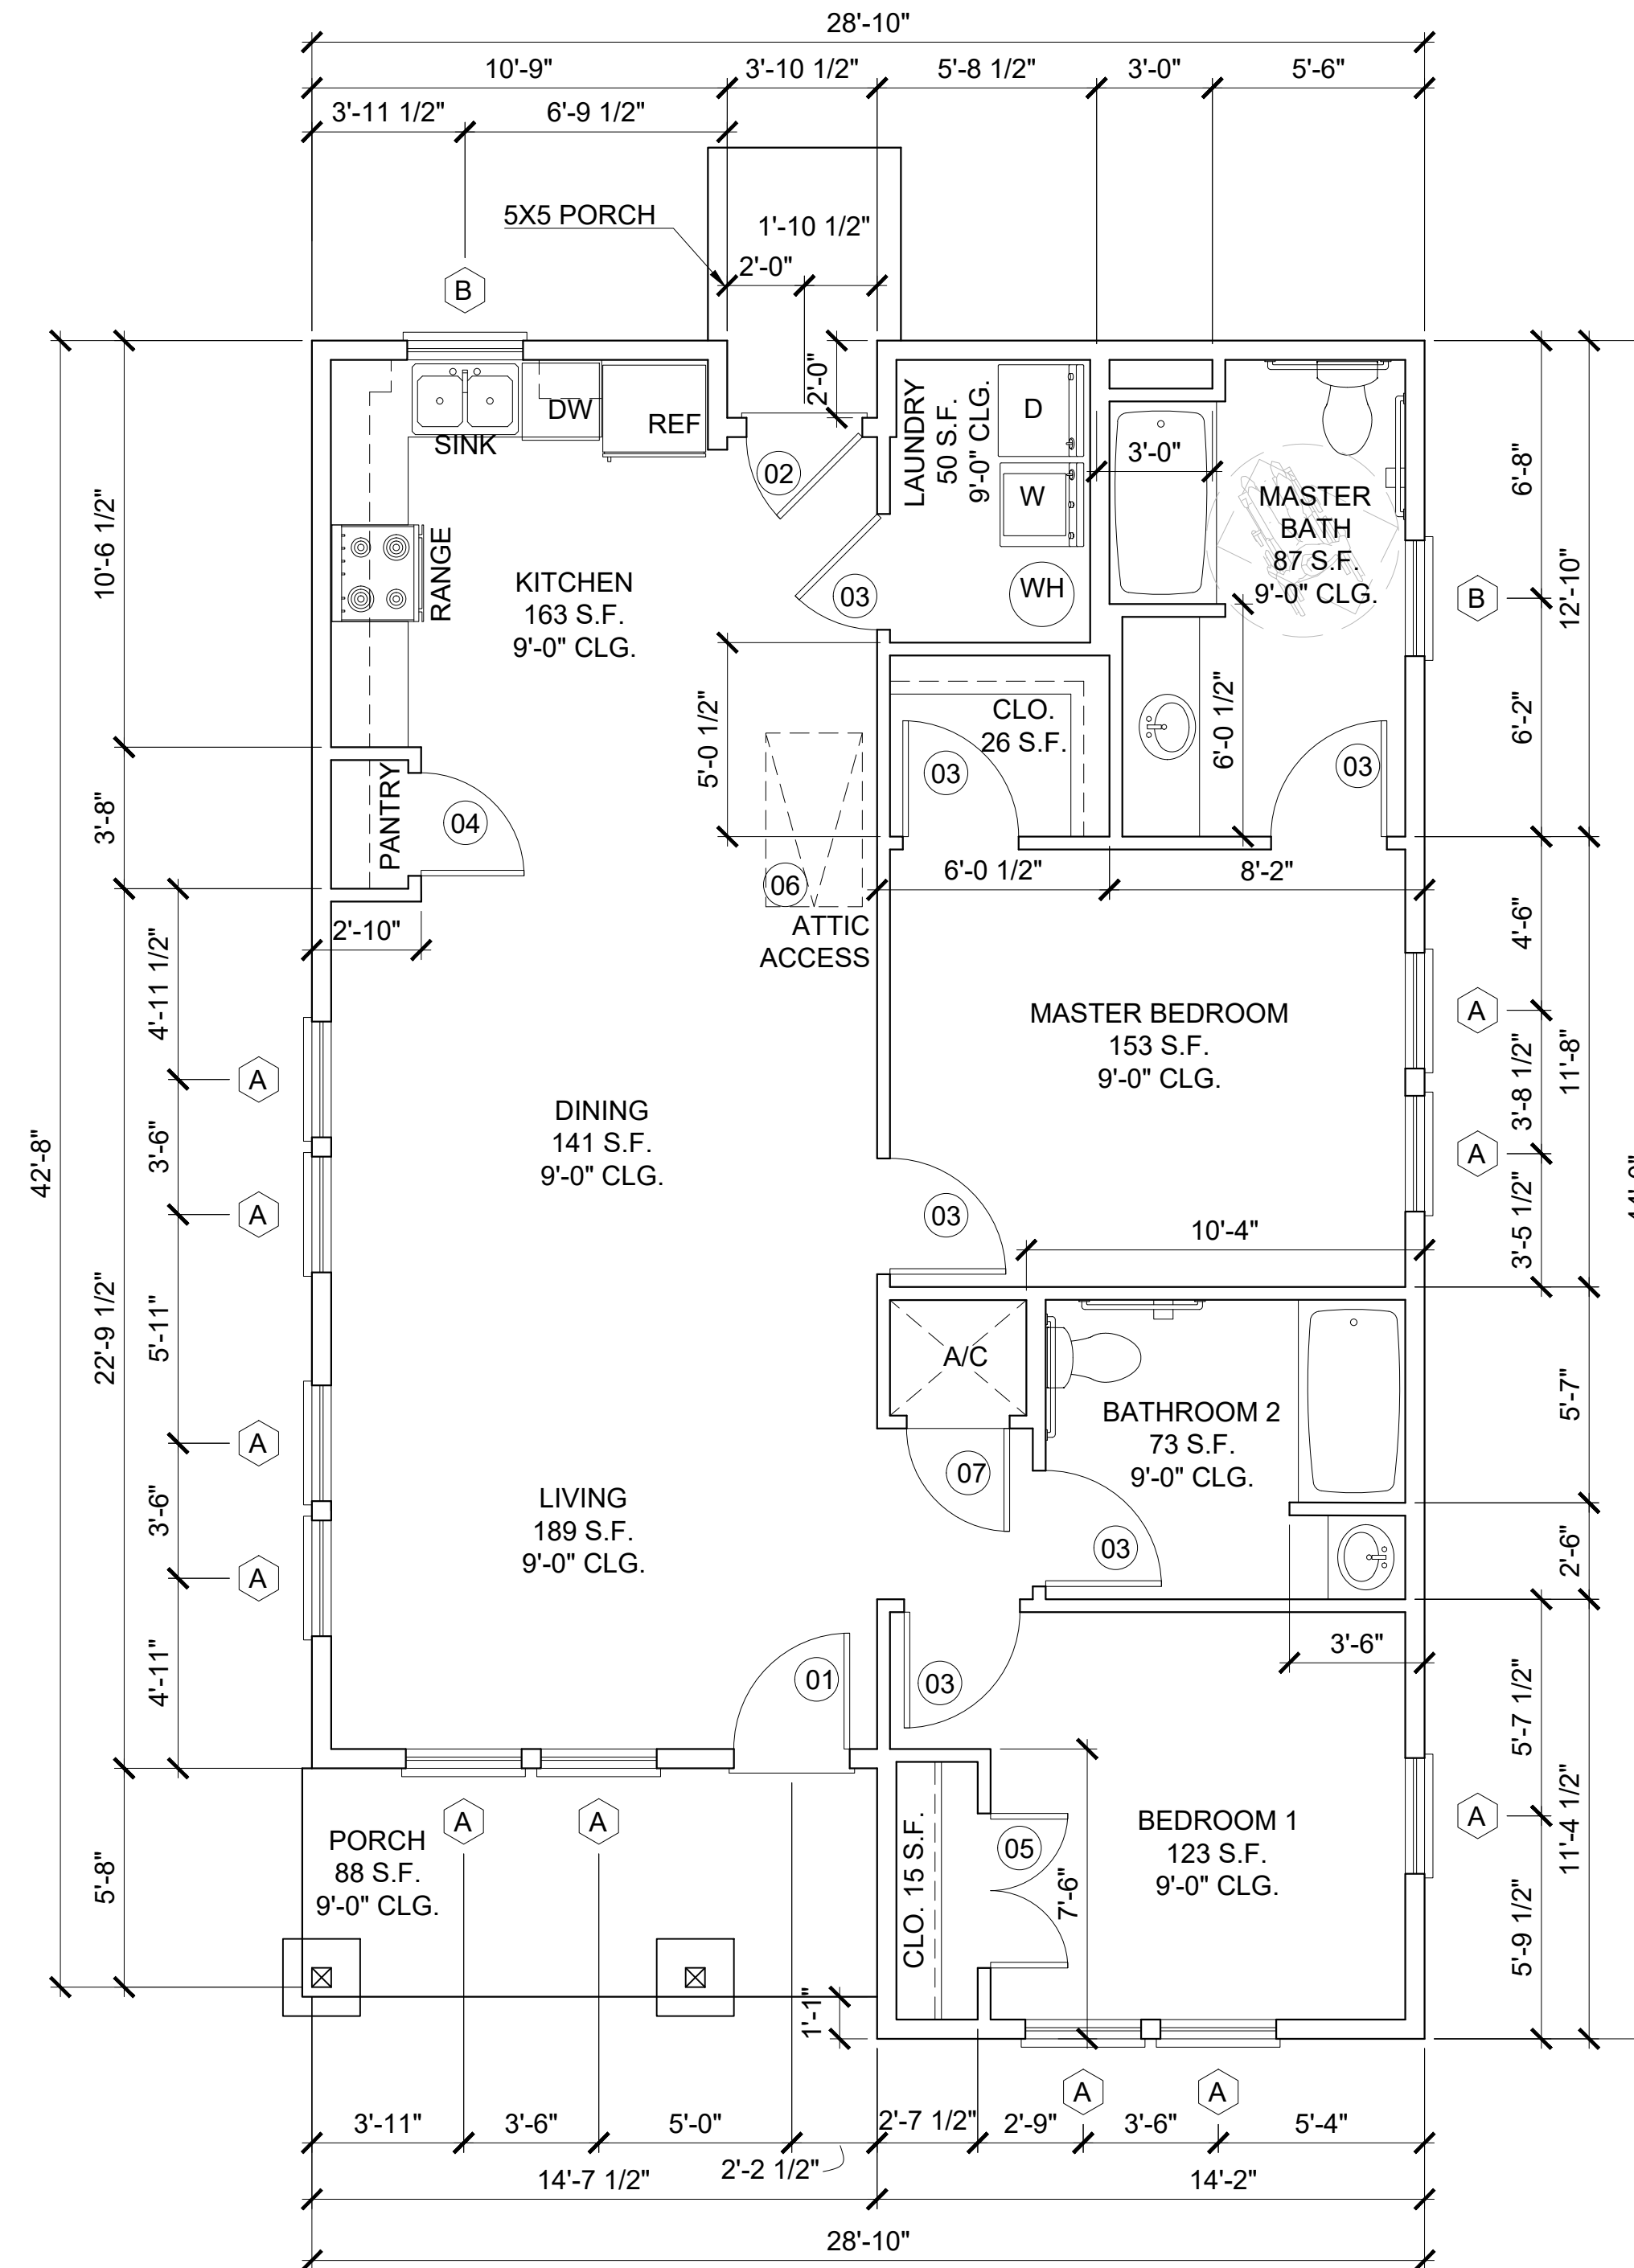 28'-10"
10'-9"
3'-10 1/2"
5'-8 1/2"
3'-0"
5'-6"
3'-11 1/2"
6'-9 1/2"
5X5 PORCH
1'-10 1/2"
2'-0"
B
2'-0"
SINK
DW
REF
02
LAUNDRY
50 S.F.
9'-0" CLG.
D
W
WH
3'-0"
MASTER
BATH
87 S.F.
9'-0" CLG.
6'-8"
B
12'-10"
10'-6 1/2"
RANGE
KITCHEN
163 S.F.
9'-0" CLG.
03
5'-0 1/2"
CLO.
26 S.F.
03
6'-0 1/2"
03
6'-2"
3'-8"
PANTRY
04
06
ATTIC
ACCESS
6'-0 1/2"
8'-2"
2'-10"
4'-6"
4'-11 1/2"
MASTER BEDROOM
153 S.F.
9'-0" CLG.
A
3'-8 1/2"
11'-8"
A
A
DINING
141 S.F.
9'-0" CLG.
42'-8"
3'-6"
A
A
03
10'-4"
3'-5 1/2"
22'-9 1/2"
5'-11"
A/C
BATHROOM 2
73 S.F.
9'-0" CLG.
5'-7"
A
07
LIVING
189 S.F.
9'-0" CLG.
3'-6"
A
03
2'-6"
4'-11"
01
03
3'-6"
5'-7 1/2"
PORCH
88 S.F.
9'-0" CLG.
A
A
5'-8"
CLO. 15 S.F.
05
7'-6"
BEDROOM 1
123 S.F.
9'-0" CLG.
A
11'-4 1/2"
5'-9 1/2"
1'-1"
A
A
3'-11"
3'-6"
5'-0"
2'-2 1/2"
2'-7 1/2"
2'-9"
3'-6"
5'-4"
14'-7 1/2"
14'-2"
28'-10"